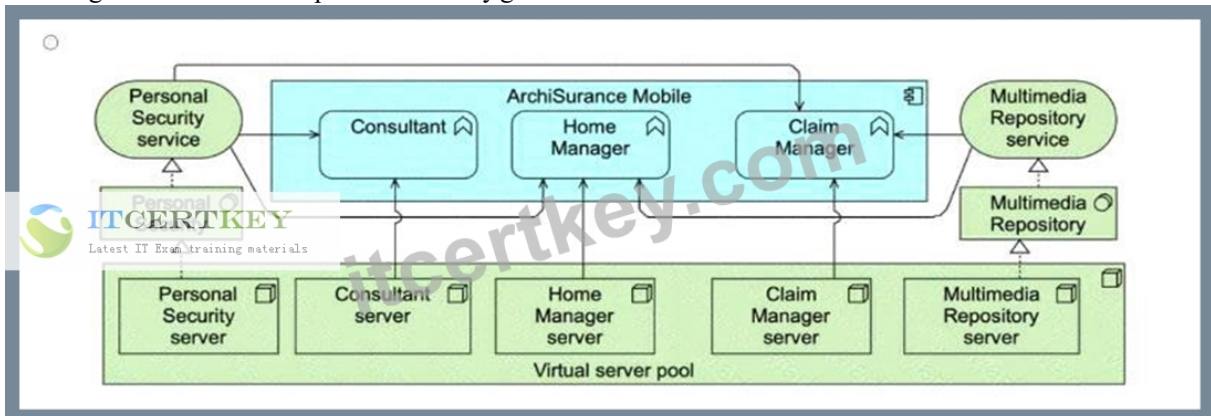 Personal
Security
service
ArchiSurance Mobile
Consultant
Home
Manager
Claim
Manager
Multimedia
Repository
service
Personal
Security
Multimedia
Repository
ITCERTKEY
Latest IT Exam training materials
itcertkey.com
Personal
Security
server
Consultant
server
Home
Manager
server
Claim
Manager
server
Multimedia
Repository
server
Virtual server pool